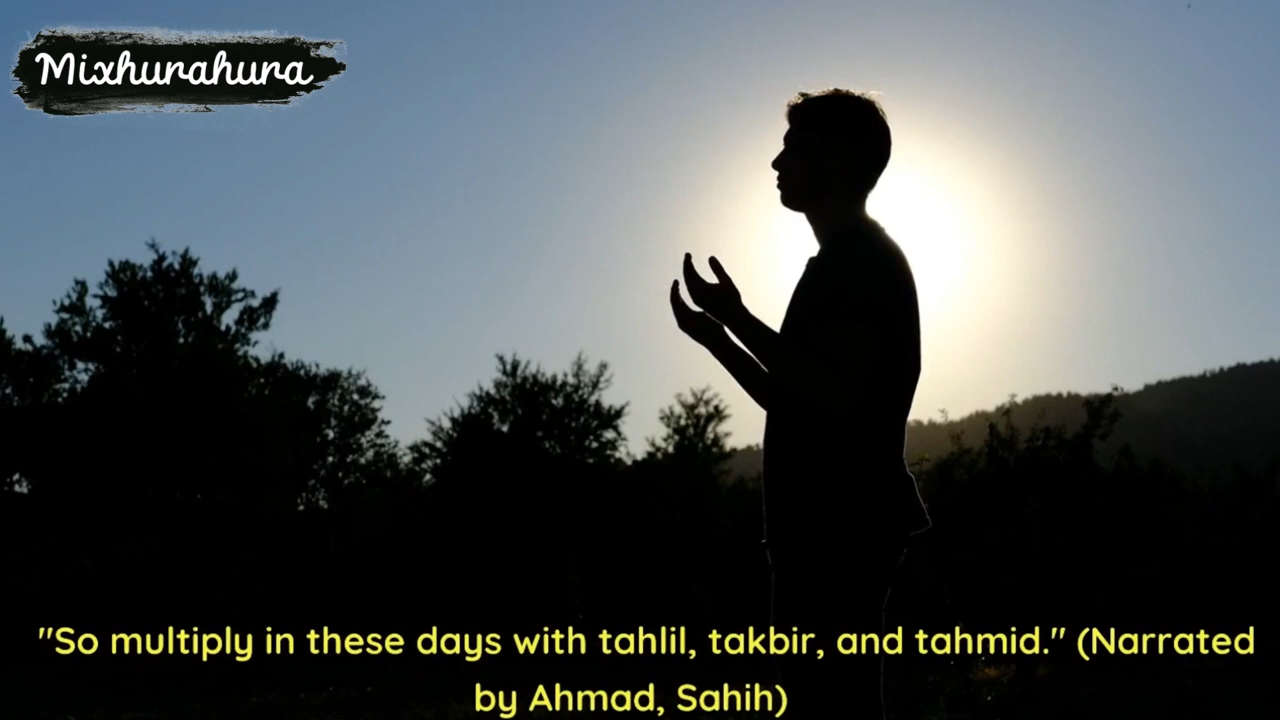 Mixhurahura
"So multiply in these days with tahlil, takbir, and tahmid." (Narrated
by Ahmad, Sahih)